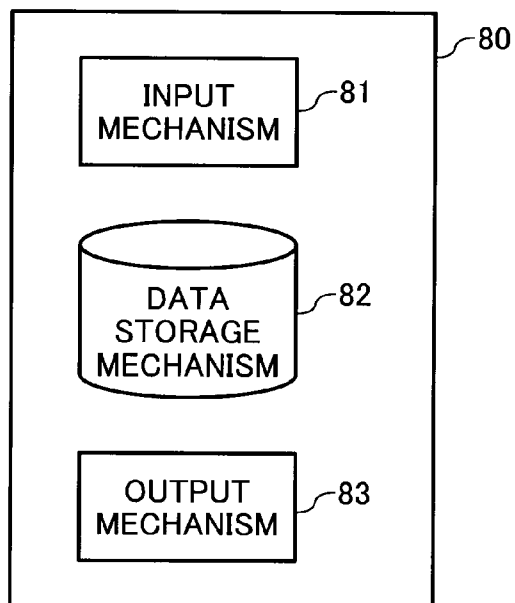 80
INPUT
MECHANISM
81
DATA
STORAGE
MECHANISM
82
OUTPUT
MECHANISM
83